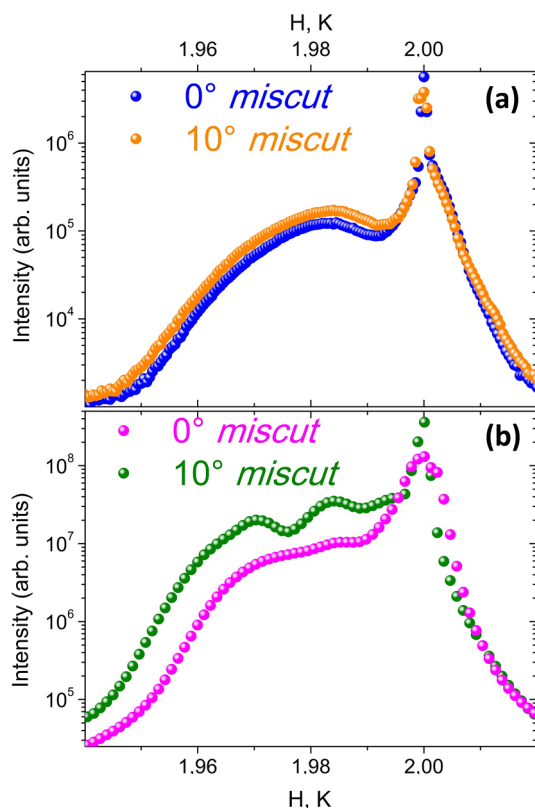 H, K
1.96 1.98 2.00
(a)
0° miscut
10° miscut
10⁶
10⁵
10⁴
Intensity (arb. units)
(b)
0° miscut
10° miscut
10⁸
10⁷
10⁶
10⁵
Intensity (arb. units)
1.96 1.98 2.00
H, K